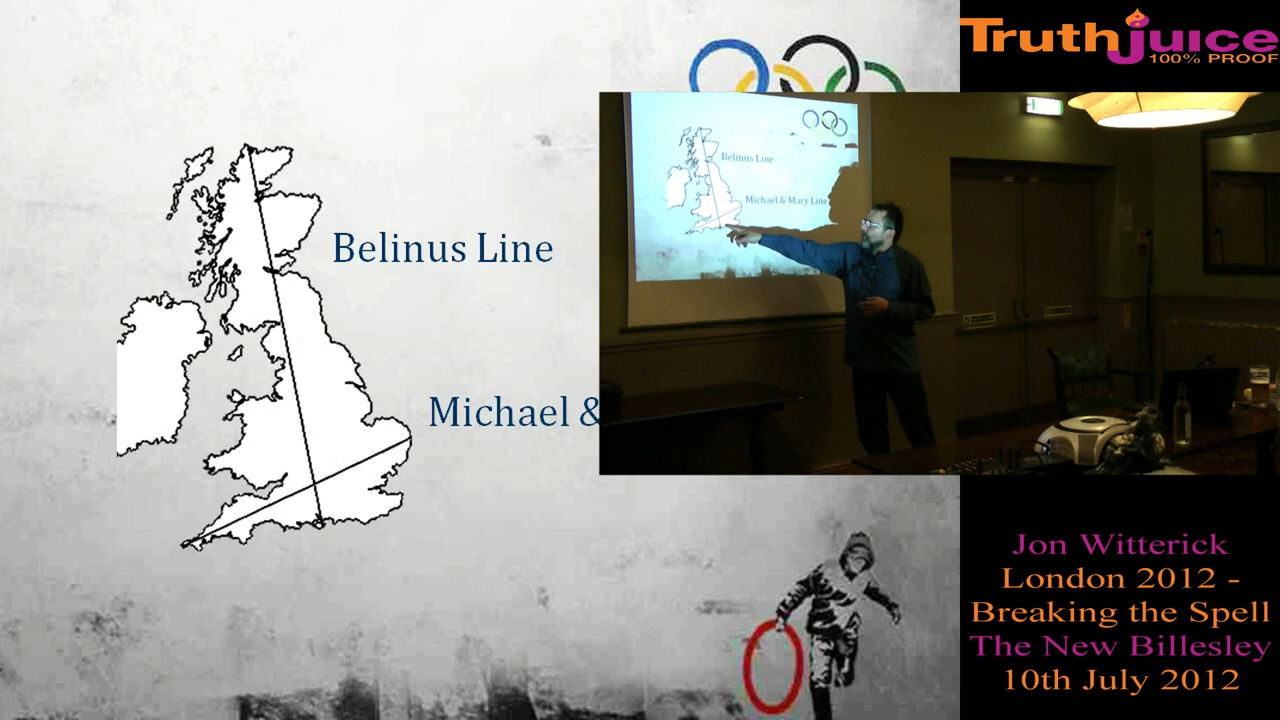 Belinus Line
Michael &
Truthjuice
100% PROOF
Belinus Line
Michael & Mary Line
Jon Witterick
London 2012 -
Breaking the Spell
The New Billesley
10th July 2012